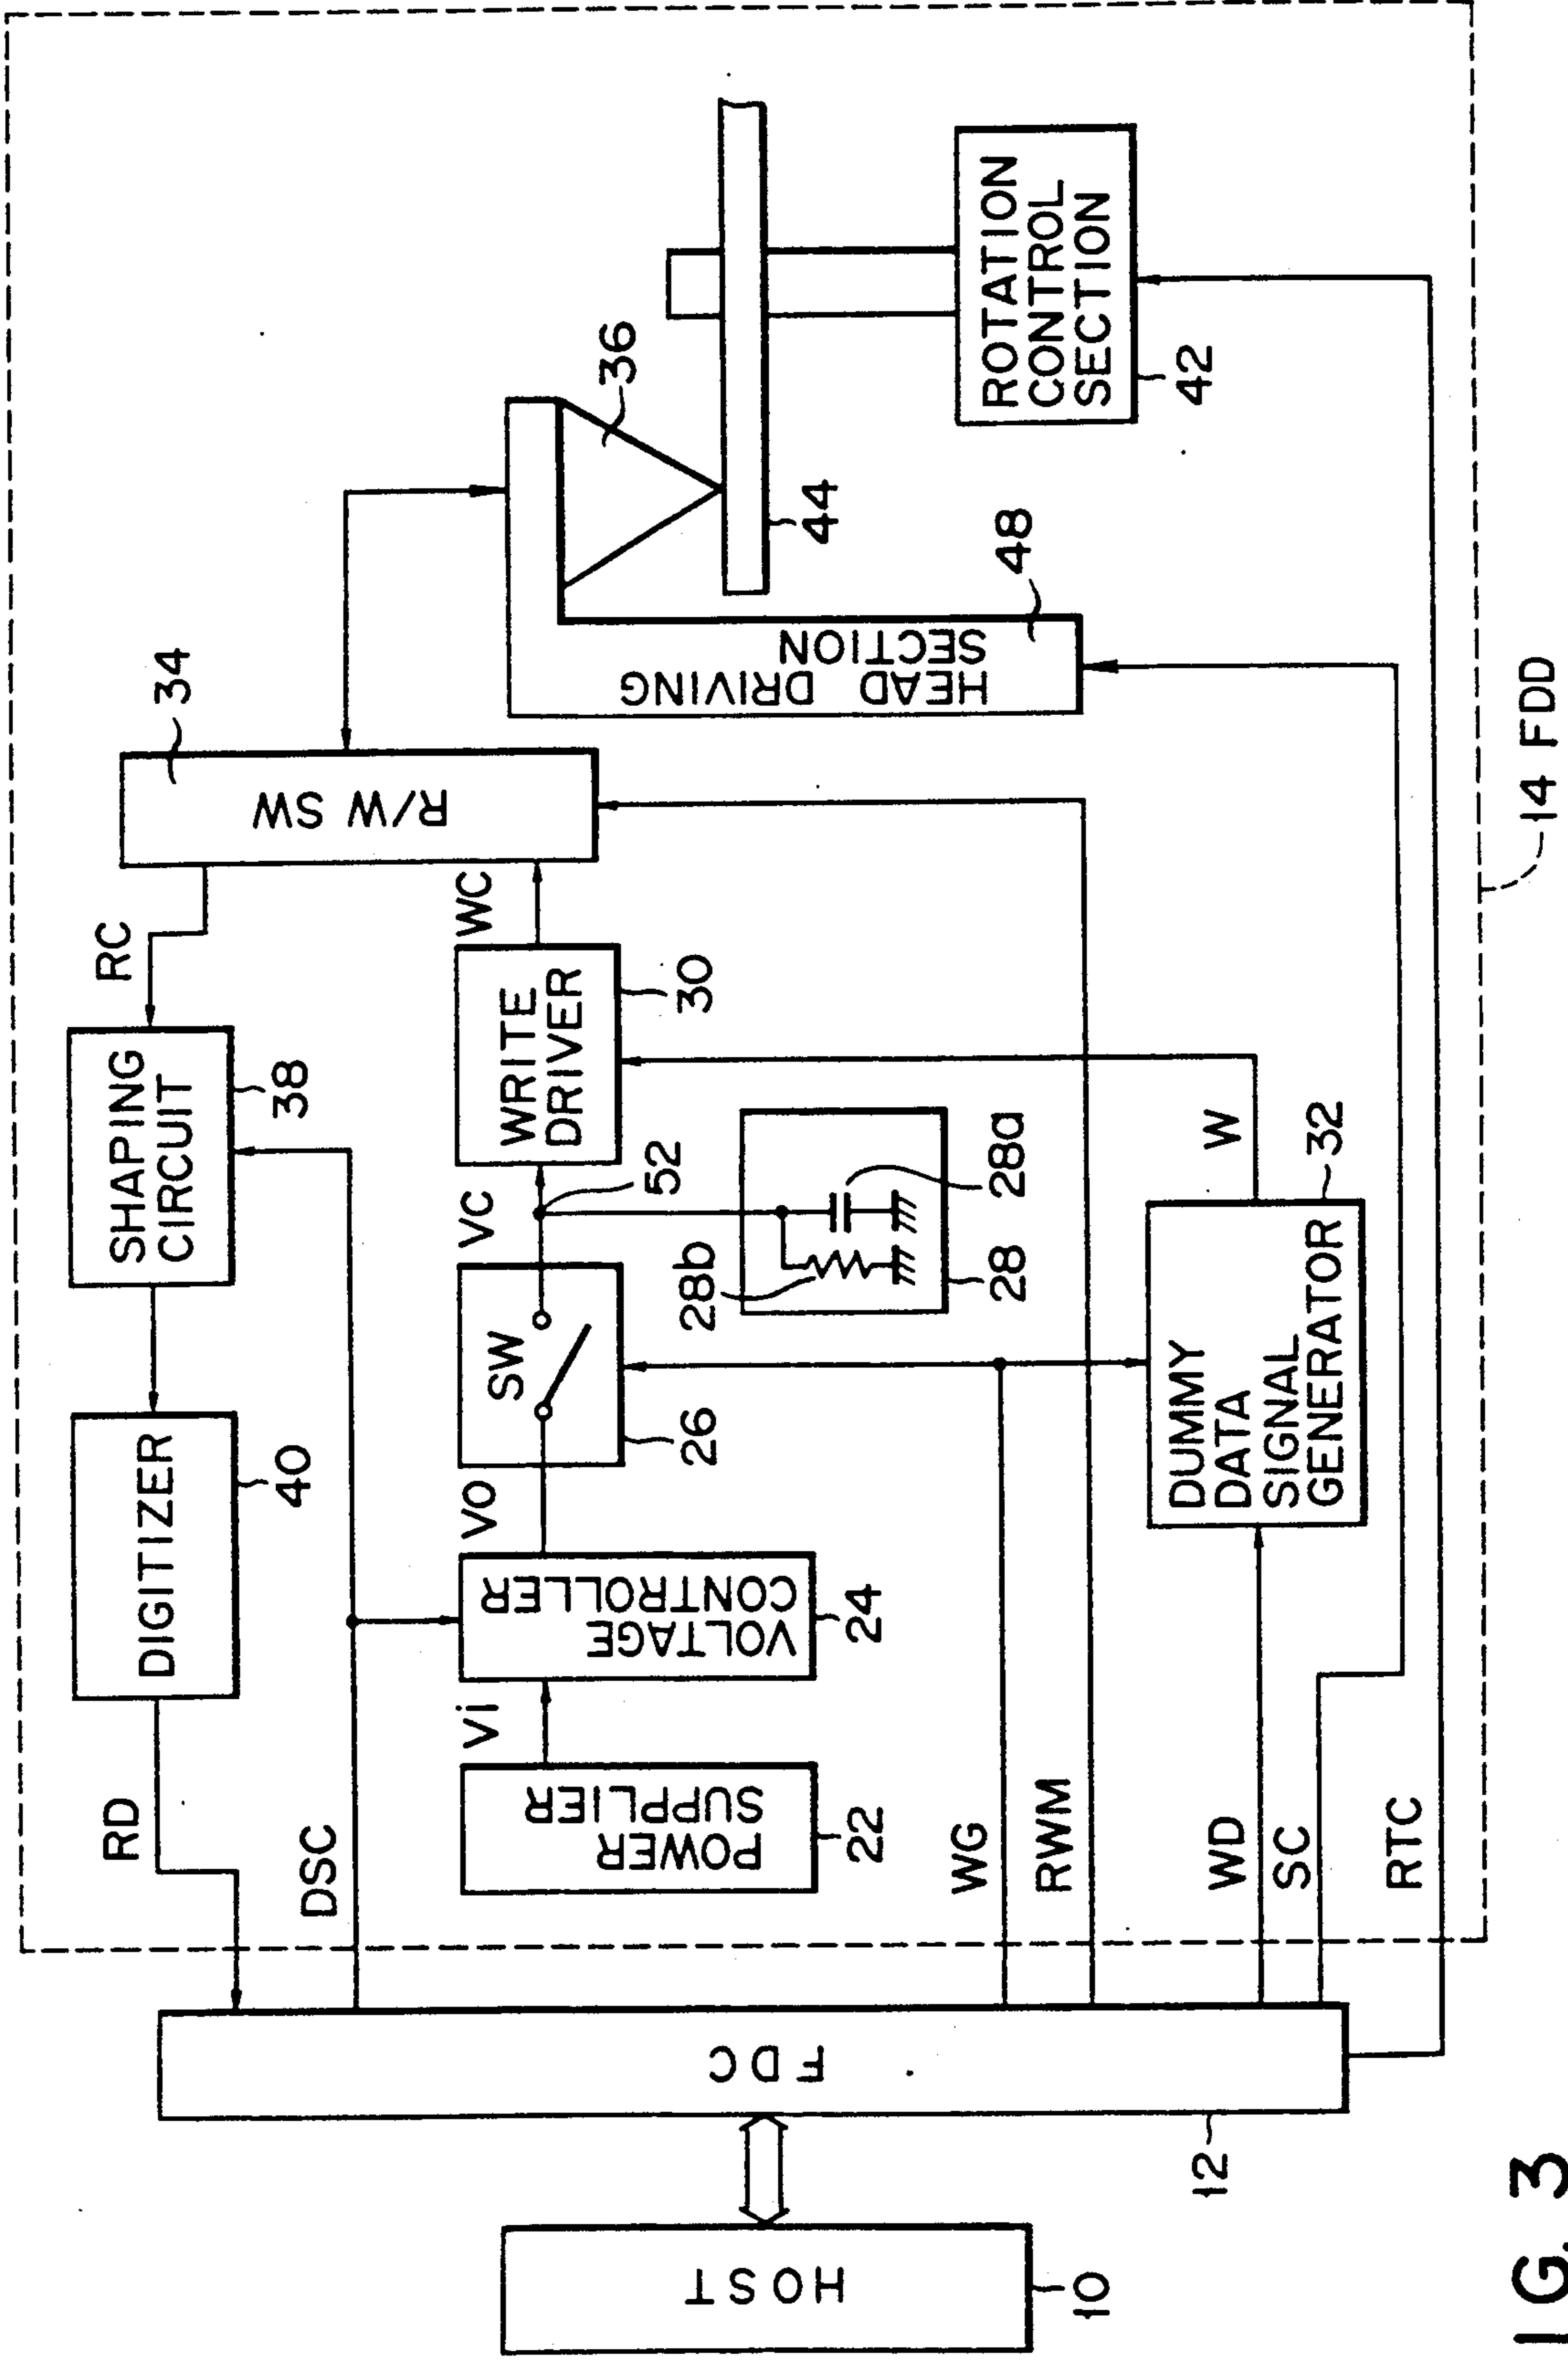 RD
DIGITIZER
40
SHAPING
CIRCUIT
38
RC
34
R/W SW
DSC
POWER
SUPPLIER
22
Vi
VOLTAGE
CONTROLLER
24
VO
SW
26
VC
52
WRITE
DRIVER
30
WC
28b
28a
28
HEAD DRIVING
SECTION
48
36
44
ROTATION
CONTROL
SECTION
42
HOST
10
FDC
12
WG
RWM
WD
SC
RTC
DUMMY
DATA
SIGNAL
GENERATOR
32
W
14 FDD
IG. 3